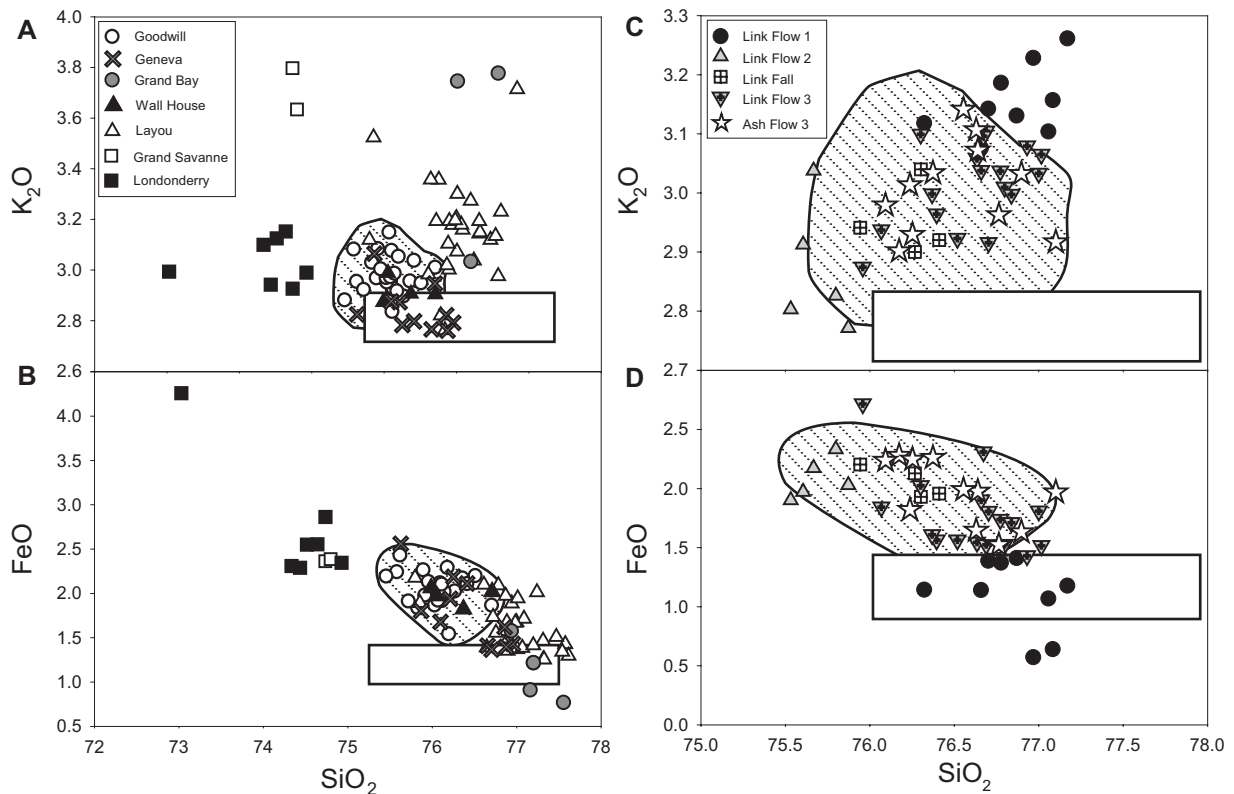 A
4.0
3.8
3.6
3.4
3.2
3.0
2.8
2.6
K₂O
Goodwill
Geneva
Grand Bay
Wall House
Layou
Grand Savanne
Londonderry
B
4.0
3.5
3.0
2.5
2.0
1.5
1.0
0.5
FeO
72
73
74
75
76
77
78
SiO₂
C
3.3
3.2
3.1
3.0
2.9
2.8
2.7
K₂O
Link Flow 1
Link Flow 2
Link Fall
Link Flow 3
Ash Flow 3
D
2.5
2.0
1.5
1.0
0.5
0.0
FeO
75.0
75.5
76.0
76.5
77.0
77.5
78.0
SiO₂